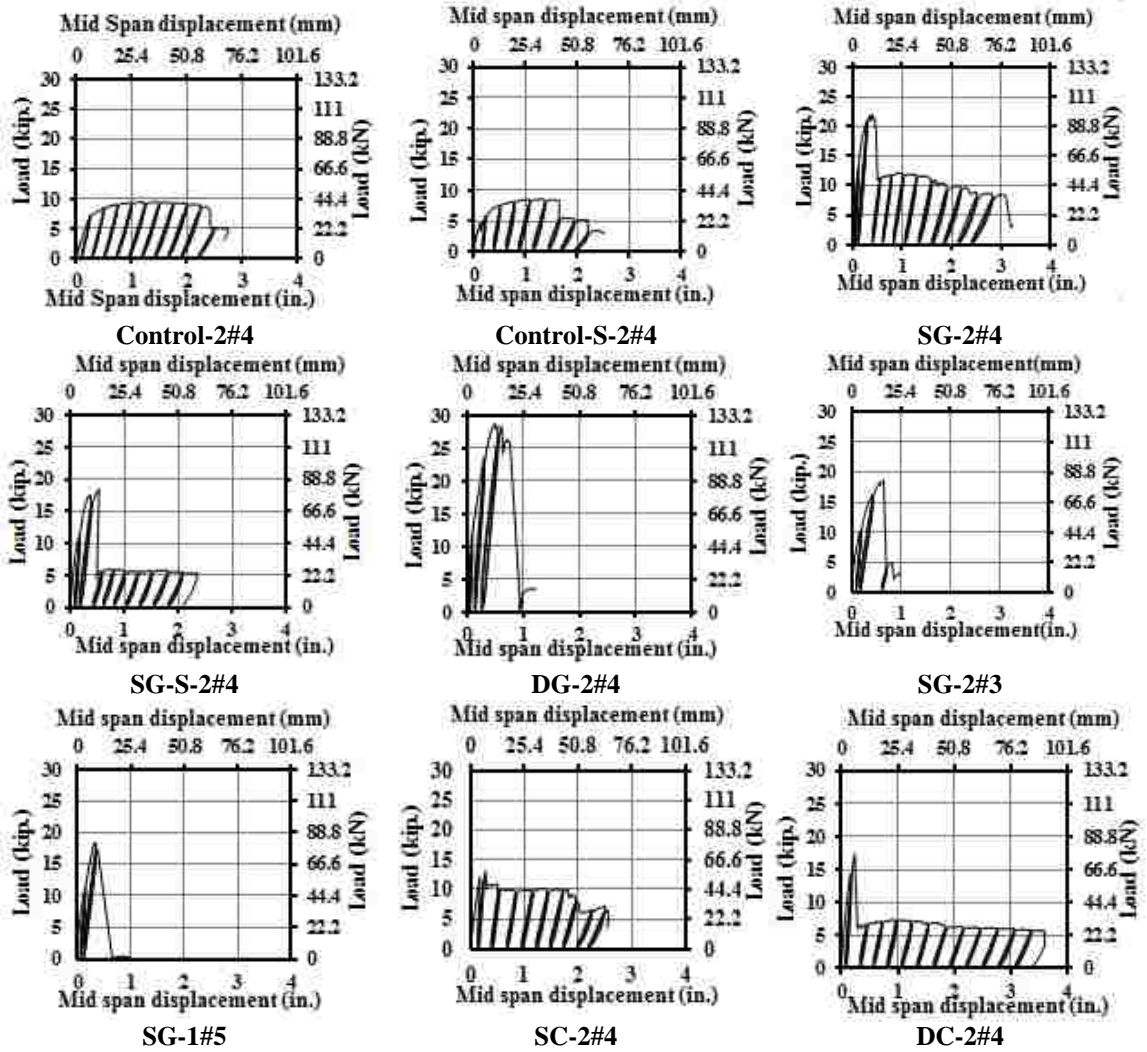 Mid Span displacement (mm)
0 25.4 50.8 76.2 101.6
30 25 20 15 10 5 0
Load (kip.)
133.2 111 88.8 66.6 44.4 22.2 0
Load (kN)
0 1 2 3 4
Mid Span displacement (in.)
Control-2#4
Mid Span displacement (mm)
0 25.4 50.8 76.2 101.6
30 25 20 15 10 5 0
Load (kip.)
133.2 111 88.8 66.6 44.4 22.2 0
Load (kN)
0 1 2 3 4
Mid span displacement (in.)
Control-S-2#4
Mid span displacement (mm)
0 25.4 50.8 76.2 101.6
30 25 20 15 10 5 0
Load (kip.)
133.2 111 88.8 66.6 44.4 22.2 0
Load (kN)
0 1 2 3 4
Mid span displacement (in.)
SG-2#4
Mid span displacement (mm)
0 25.4 50.8 76.2 101.6
30 25 20 15 10 5 0
Load (kip.)
133.2 111 88.8 66.6 44.4 22.2 0
Load (kN)
0 1 2 3 4
Mid span displacement (in.)
SG-S-2#4
Mid span displacement (mm)
0 25.4 50.8 76.2 101.6
30 25 20 15 10 5 0
Load (kip.)
133.2 111 88.8 66.6 44.4 22.2 0
Load (kN)
0 1 2 3 4
Mid span displacement (in.)
DG-2#4
Mid span displacement(mm)
0 25.4 50.8 76.2 101.6
30 25 20 15 10 5 0
Load (kip.)
133.2 111 88.8 66.6 44.4 22.2 0
Load (kN)
0 1 2 3 4
Mid span displacement(in.)
SG-2#3
Mid span displacement (mm)
0 25.4 50.8 76.2 101.6
30 25 20 15 10 5 0
Load (kip.)
133.2 111 88.8 66.6 44.4 22.2 0
Load (kN)
0 1 2 3 4
Mid span displacement (in.)
SG-1#5
Mid span displacement (mm)
0 25.4 50.8 76.2 101.6
30 25 20 15 10 5 0
Load (kip.)
133.2 111 88.8 66.6 44.4 22.2 0
Load (kN)
0 1 2 3 4
Mid span displacement (in.)
SC-2#4
Mid span displacement (mm)
0 25.4 50.8 76.2 101.6
30 25 20 15 10 5 0
Load (kip.)
133.2 111 88.8 66.6 44.4 22.2 0
Load (kN)
0 1 2 3 4
Mid span displacement (in.)
DC-2#4